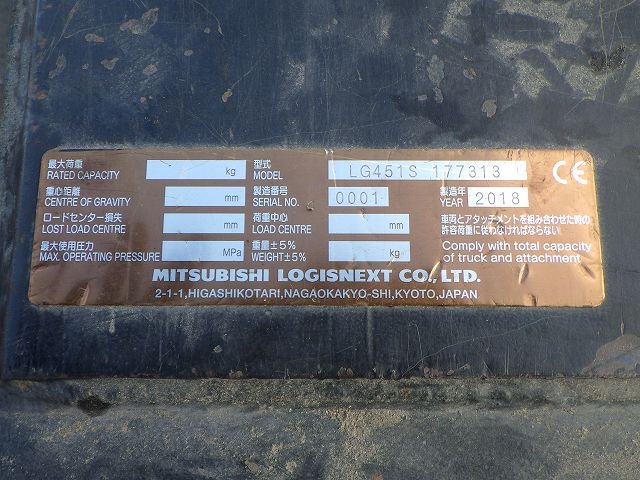 最大荷重 kg 型式
RATED CAPACITY MODEL LG451S 177313 CE
重心距離 mm 製造番号 製造年
CENTRE OF GRAVITY SERIAL NO. 0001 YEAR 2018
ロードセンター損失 mm 荷重中心 mm 車両とアタッチメントを組み合わせた時の
LOST LOAD CENTRE LOAD CENTRE 許容荷重に従わなければならない
最大使用圧力 MPa 重量±5% kg Comply with total capacity
MAX. OPERATING PRESSURE WEIGHT±5% of truck and attachment
MITSUBISHI LOGISNEXT CO., LTD.
2-1-1,HIGASHIKOTARI,NAGAOKAKYO-SHI,KYOTO,JAPAN